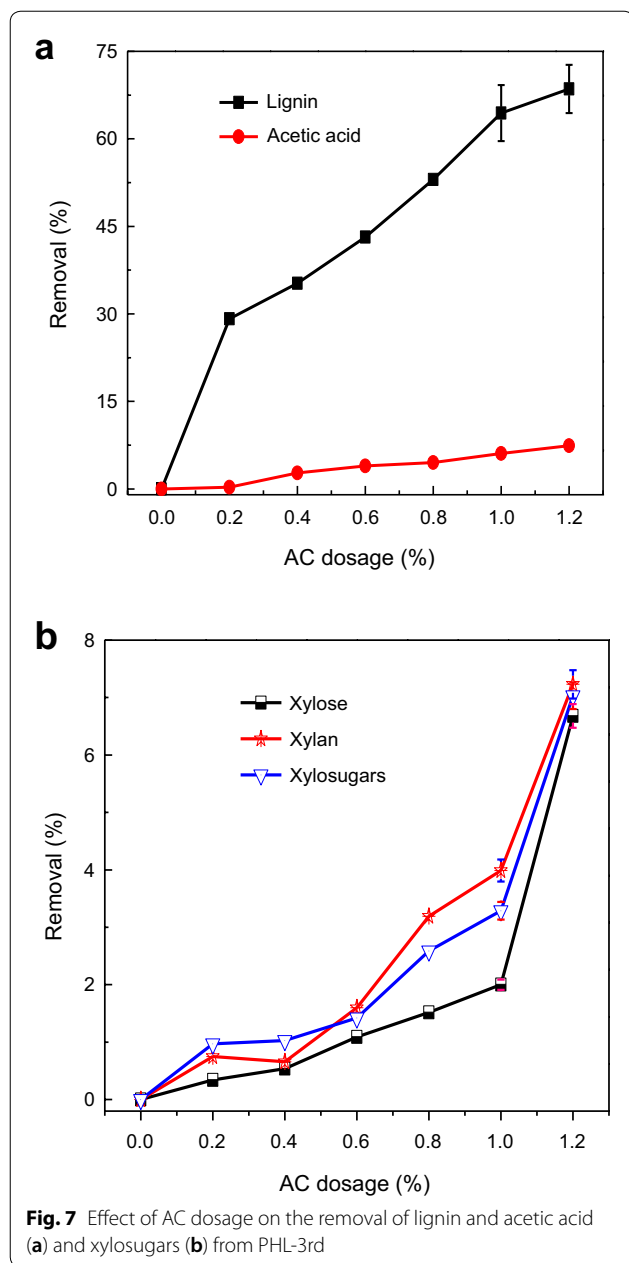 a
75
60
45
30
15
0
Removal (%)
Lignin
Acetic acid
0.0 0.2 0.4 0.6 0.8 1.0 1.2
AC dosage (%)
b
8
6
4
2
0
Removal (%)
Xylose
Xylan
Xylosugars
0.0 0.2 0.4 0.6 0.8 1.0 1.2
AC dosage (%)
Fig. 7 Effect of AC dosage on the removal of lignin and acetic acid
(a) and xylosugars (b) from PHL-3rd